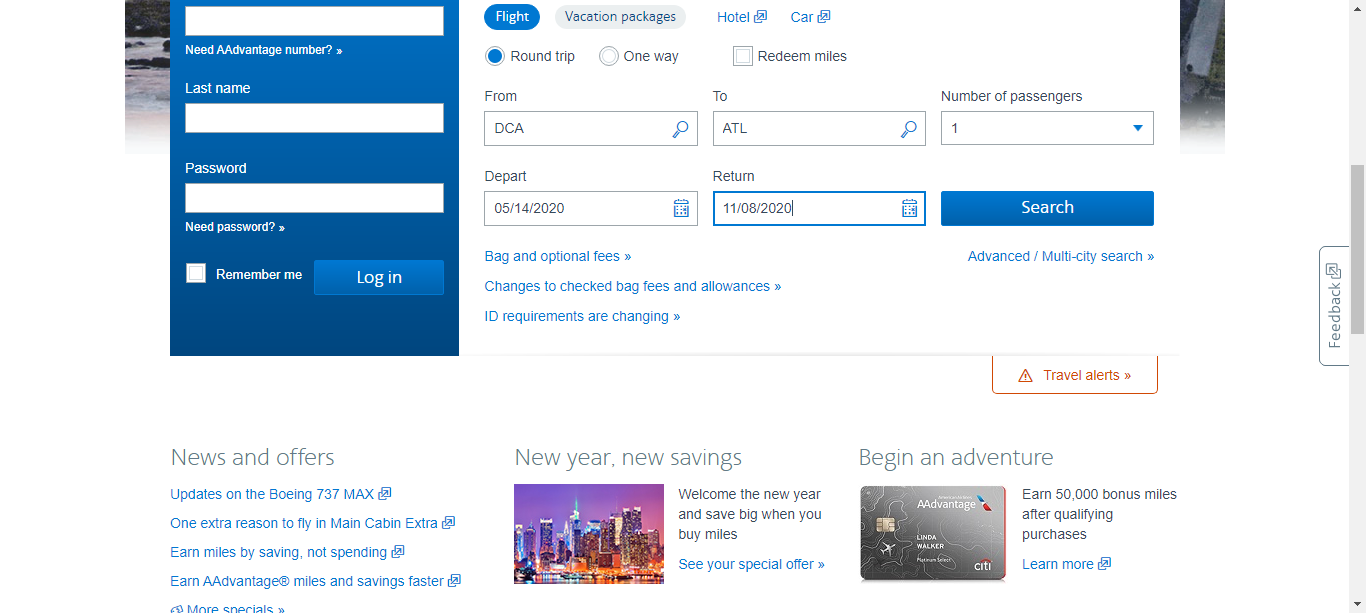 Need AAdvantage number? »
Last name
Password
Need password? »
Remember me
Log in
Flight
Vacation packages
Hotel
Car
Round trip
One way
Redeem miles
From
To
Number of passengers
DCA
ATL
1
Depart
Return
05/14/2020
11/08/2020
Search
Bag and optional fees »
Advanced / Multi-city search »
Changes to checked bag fees and allowances »
ID requirements are changing »
Travel alerts »
Feedback
News and offers
Updates on the Boeing 737 MAX
One extra reason to fly in Main Cabin Extra
Earn miles by saving, not spending
Earn AAdvantage® miles and savings faster
More specials »
New year, new savings
Welcome the new year
and save big when you
buy miles
See your special offer »
Begin an adventure
American Airlines
AAdvantage
LINDA
WALKER
Platinum Select
citi
Earn 50,000 bonus miles
after qualifying
purchases
Learn more